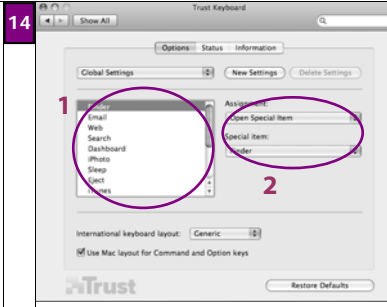 14
Trust Keyboard
Show All
Options Status Information
Global Settings New Settings Delete Settings
1
Finder
Email
Web
Search
Dashboard
iPhoto
Sleep
Eject
iTunes
Assignment:
Open Special Item
Special item:
Finder
2
International keyboard layout: Generic
Use Mac layout for Command and Option keys
Trust Restore Defaults